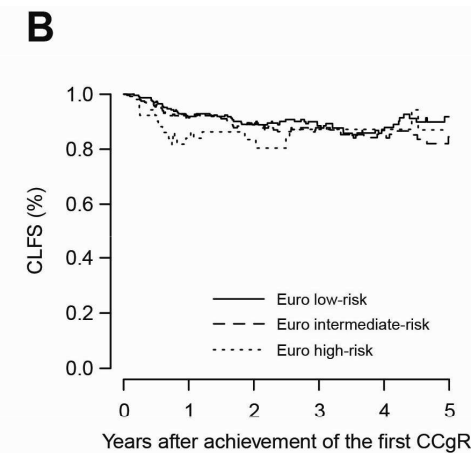 B
CLFS (%)
1.0
0.8
0.6
0.4
0.2
0.0
Euro low-risk
Euro intermediate-risk
Euro high-risk
0 1 2 3 4 5
Years after achievement of the first CCgR